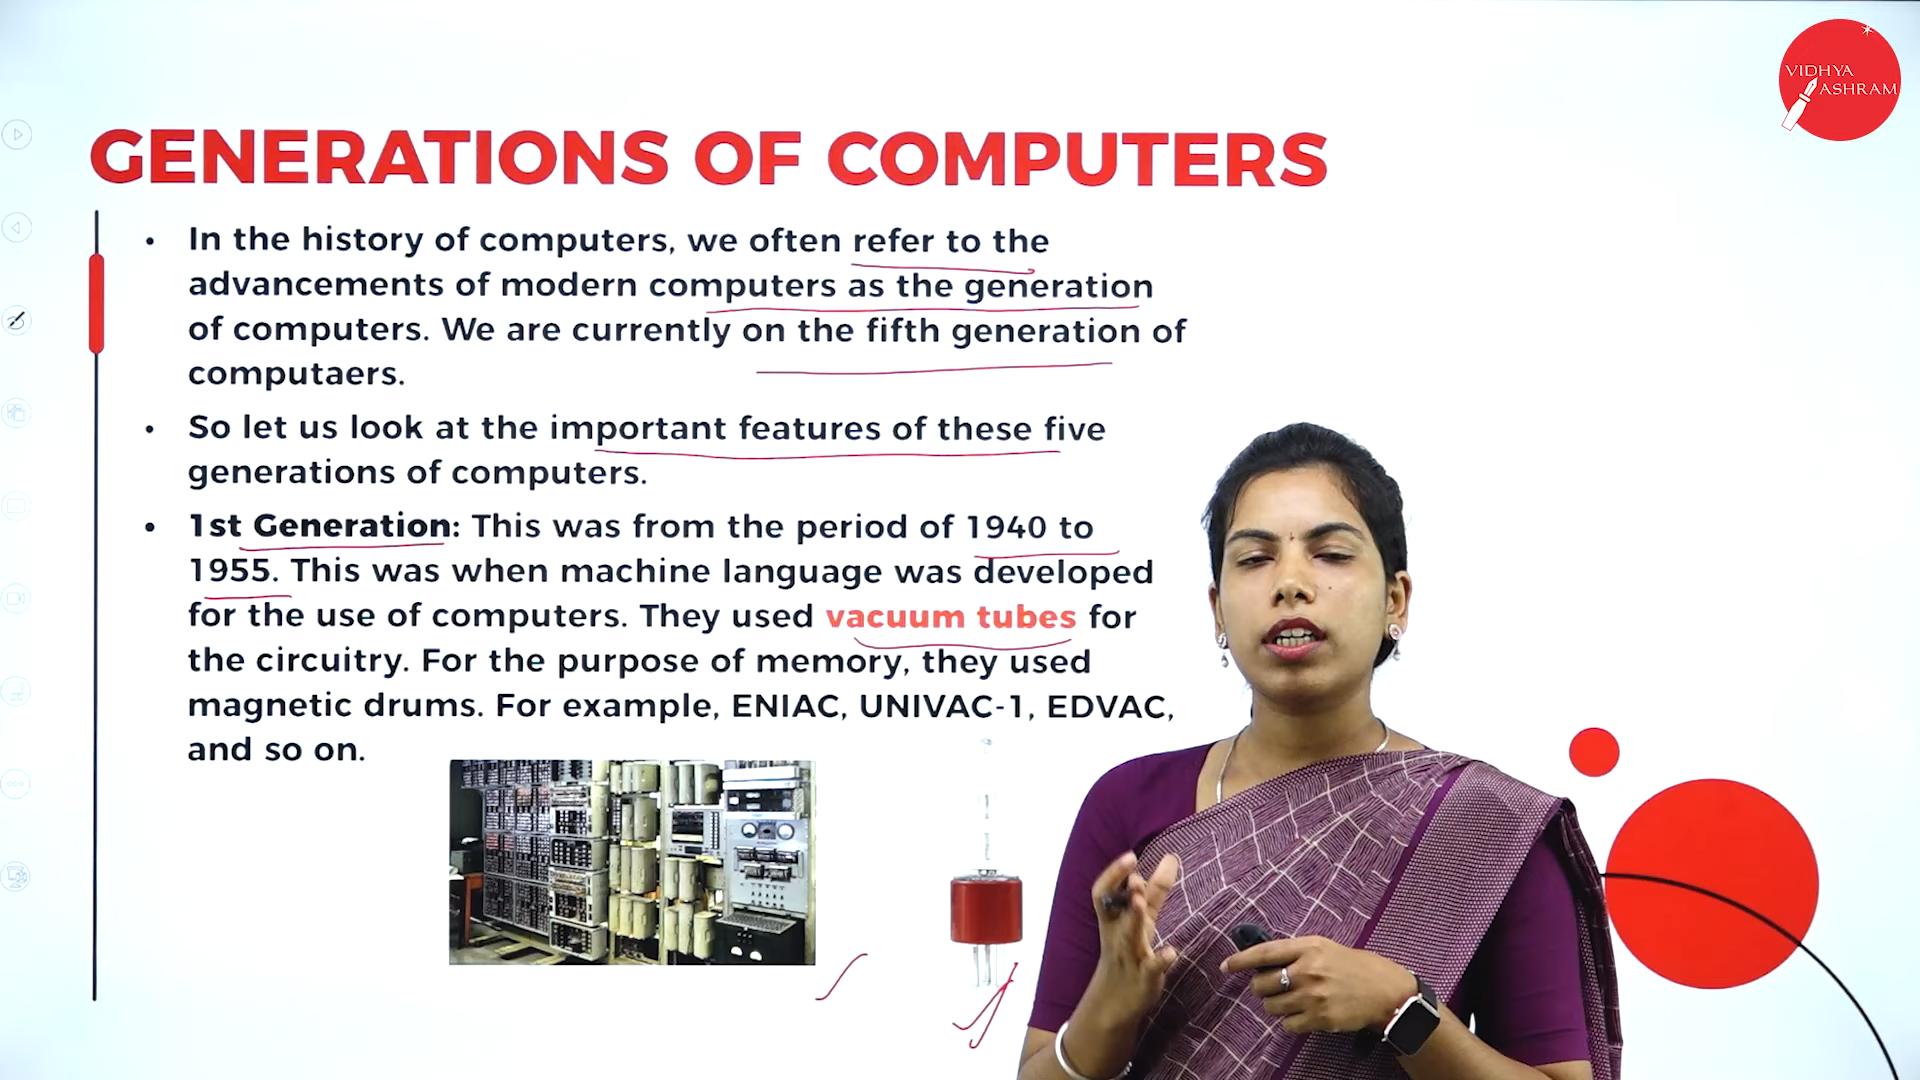 VIDHYA
ASHRAM
GENERATIONS OF COMPUTERS
• In the history of computers, we often refer to the
advancements of modern computers as the generation
of computers. We are currently on the fifth generation of
computaers.
• So let us look at the important features of these five
generations of computers.
• 1st Generation: This was from the period of 1940 to
1955. This was when machine language was developed
for the use of computers. They used vacuum tubes for
the circuitry. For the purpose of memory, they used
magnetic drums. For example, ENIAC, UNIVAC-1, EDVAC,
and so on.